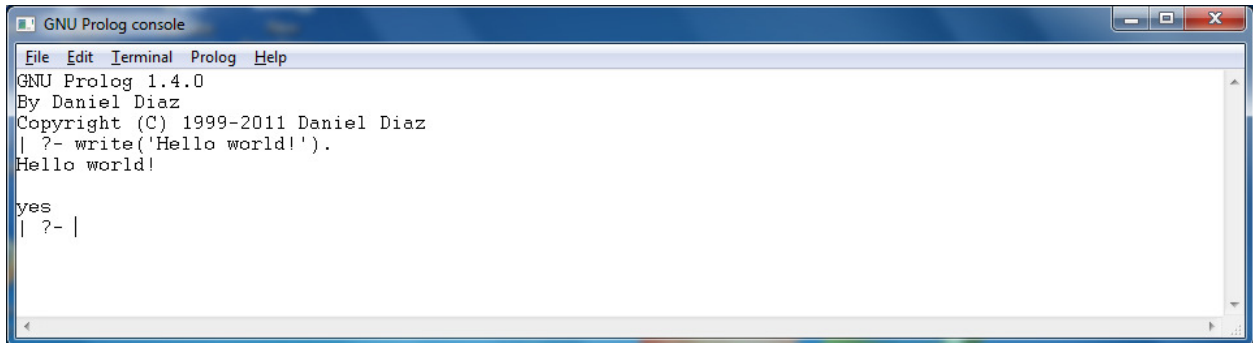 GNU Prolog console
File Edit Terminal Prolog Help
GNU Prolog 1.4.0
By Daniel Diaz
Copyright (C) 1999-2011 Daniel Diaz
| ?- write('Hello world!').
Hello world!
yes
| ?-